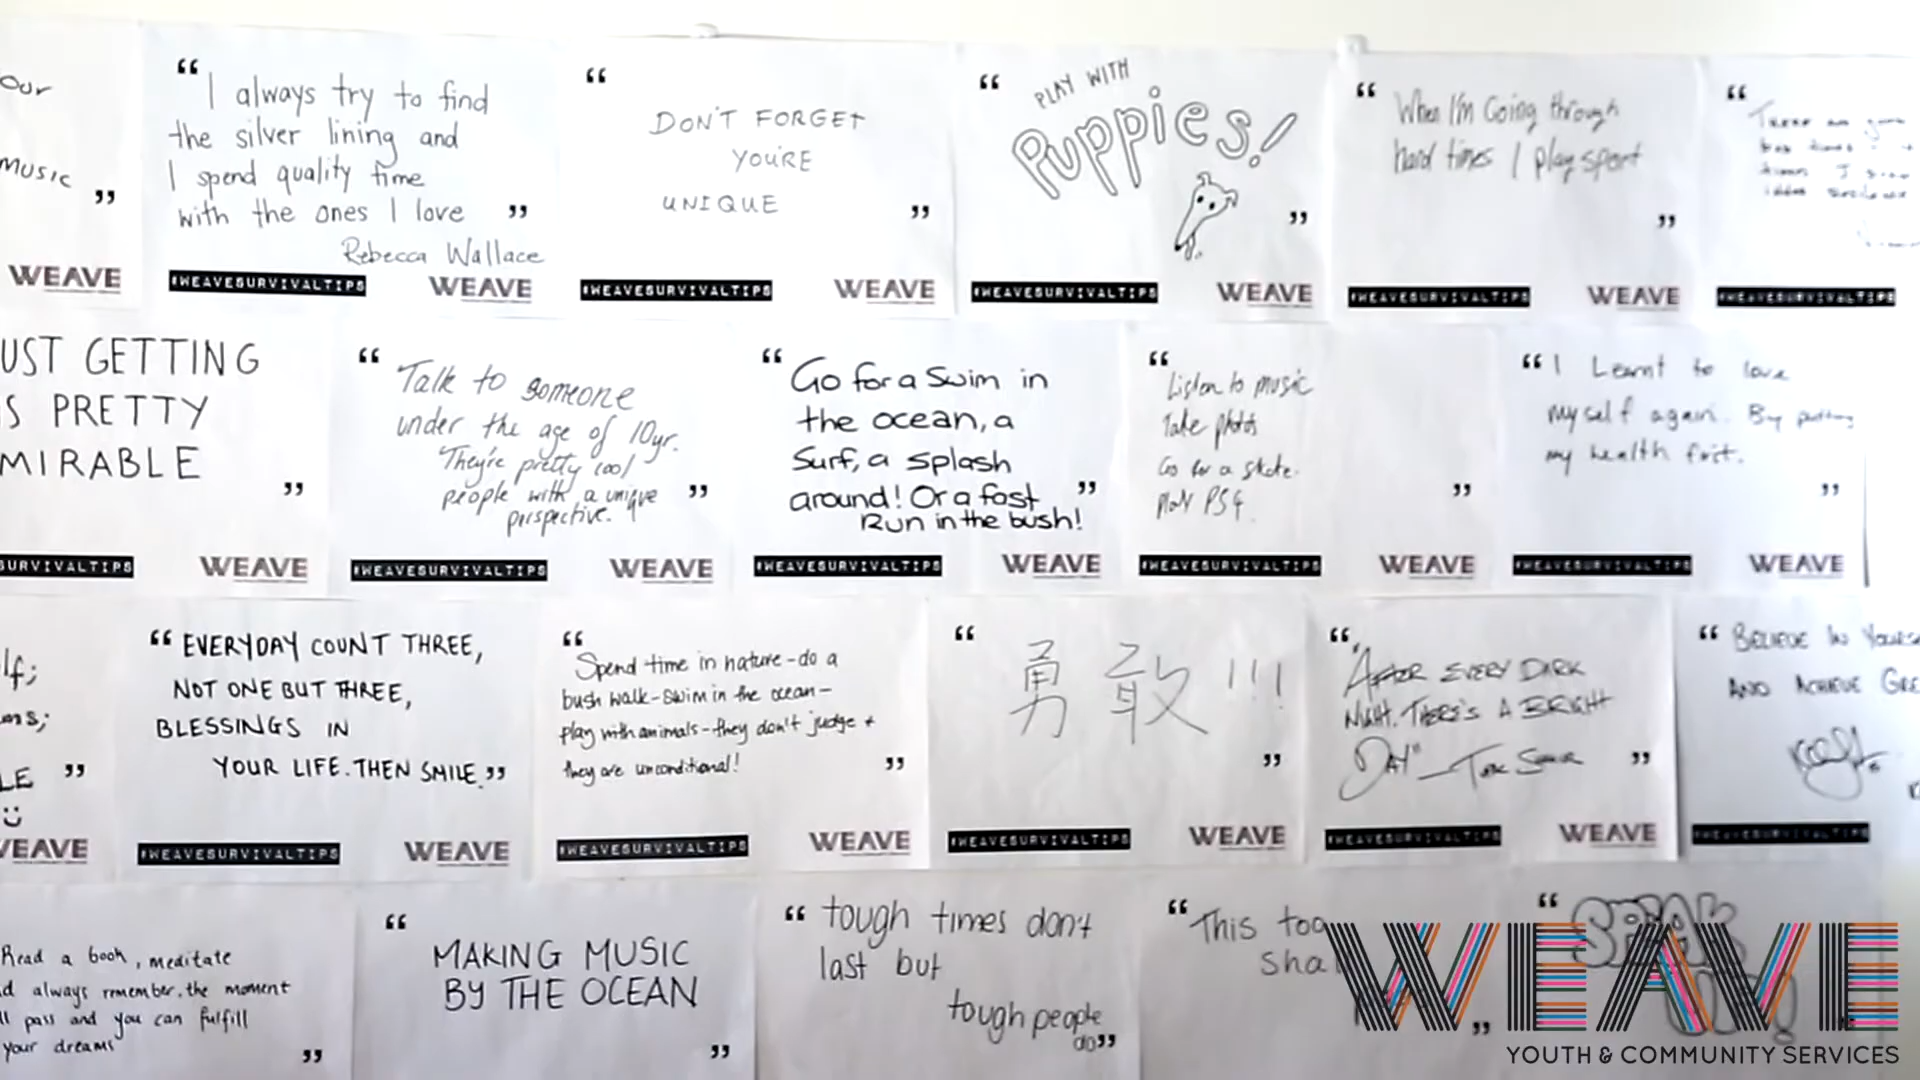 our
music
”
WEAVE
“
I always try to find
the silver lining and
I spend quality time
with the ones I love ”
Rebecca Wallace
#WEAVESURVIVALTIPS WEAVE
“
DON'T FORGET
YOU'RE
UNIQUE
”
#WEAVESURVIVALTIPS WEAVE
“
PLAY WITH
Puppies!
”
#WEAVESURVIVALTIPS WEAVE
“
When I'm Going through
hard times I play sport
”
#WEAVESURVIVALTIPS WEAVE
“
#WEAVESURVIVALTIPS
UST GETTING
S PRETTY
MIRABLE
”
SURVIVALTIPS WEAVE
“
Talk to someone
under the age of 10yr.
They're pretty cool
people with a unique ”
perspective.
#WEAVESURVIVALTIPS WEAVE
“
Go for a Swim in
the ocean, a
Surf, a splash
around! Or a fast ”
Run in the bush!
#WEAVESURVIVALTIPS WEAVE
“
Listen to music
Take photos
Go for a skate.
Play PS4.
”
#WEAVESURVIVALTIPS WEAVE
“ I Learnt to love
myself again. By putting
my health first.
”
#WEAVESURVIVALTIPS WEAVE
lf;
ms;
LE ”
WEAVE
“ EVERYDAY COUNT THREE,
NOT ONE BUT THREE,
BLESSINGS IN
YOUR LIFE. THEN SMILE. ”
#WEAVESURVIVALTIPS WEAVE
“
Spend time in nature - do a
bush walk - swim in the ocean -
play with animals - they don't judge +
they are unconditional!
”
#WEAVESURVIVALTIPS WEAVE
“
勇敢!!!
”
#WEAVESURVIVALTIPS WEAVE
“
"AFTER EVERY DARK
NIGHT. THERE'S A BRIGHT
DAY" — ”
#WEAVESURVIVALTIPS WEAVE
“ BELIEVE IN YOURSE
AND ACHIEVE GRE
#WEAVESURVIVALTIPS
Read a book, meditate
d always remember. the moment
ll pass and you can fulfill
your dreams
”
“
MAKING MUSIC
BY THE OCEAN
”
“ tough times don't
last but
tough people
do ”
“ This too
shal
”
“ SPEAK
WEAVE
YOUTH & COMMUNITY SERVICES